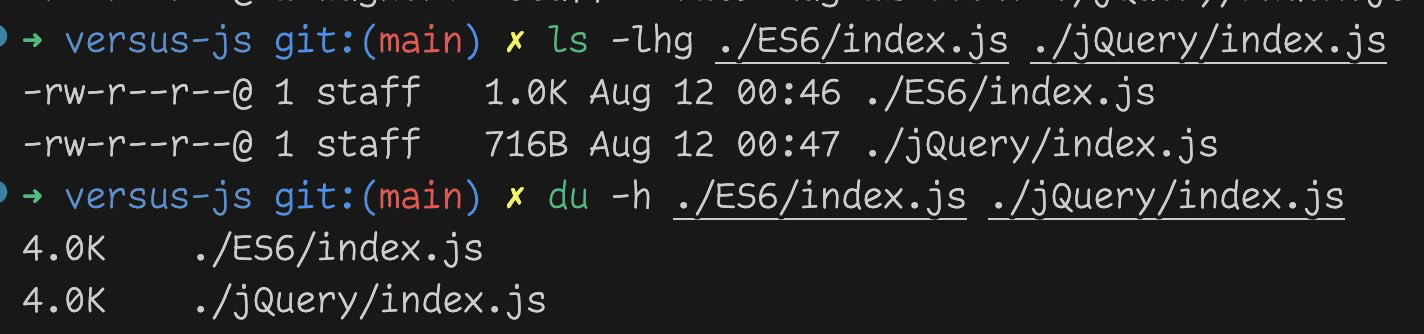 ➜ versus-js git:(main) ✗ ls -lhg ./ES6/index.js ./jQuery/index.js
-rw-r--r--@ 1 staff   1.0K Aug 12 00:46 ./ES6/index.js
-rw-r--r--@ 1 staff   716B Aug 12 00:47 ./jQuery/index.js
➜ versus-js git:(main) ✗ du -h ./ES6/index.js ./jQuery/index.js
4.0K    ./ES6/index.js
4.0K    ./jQuery/index.js